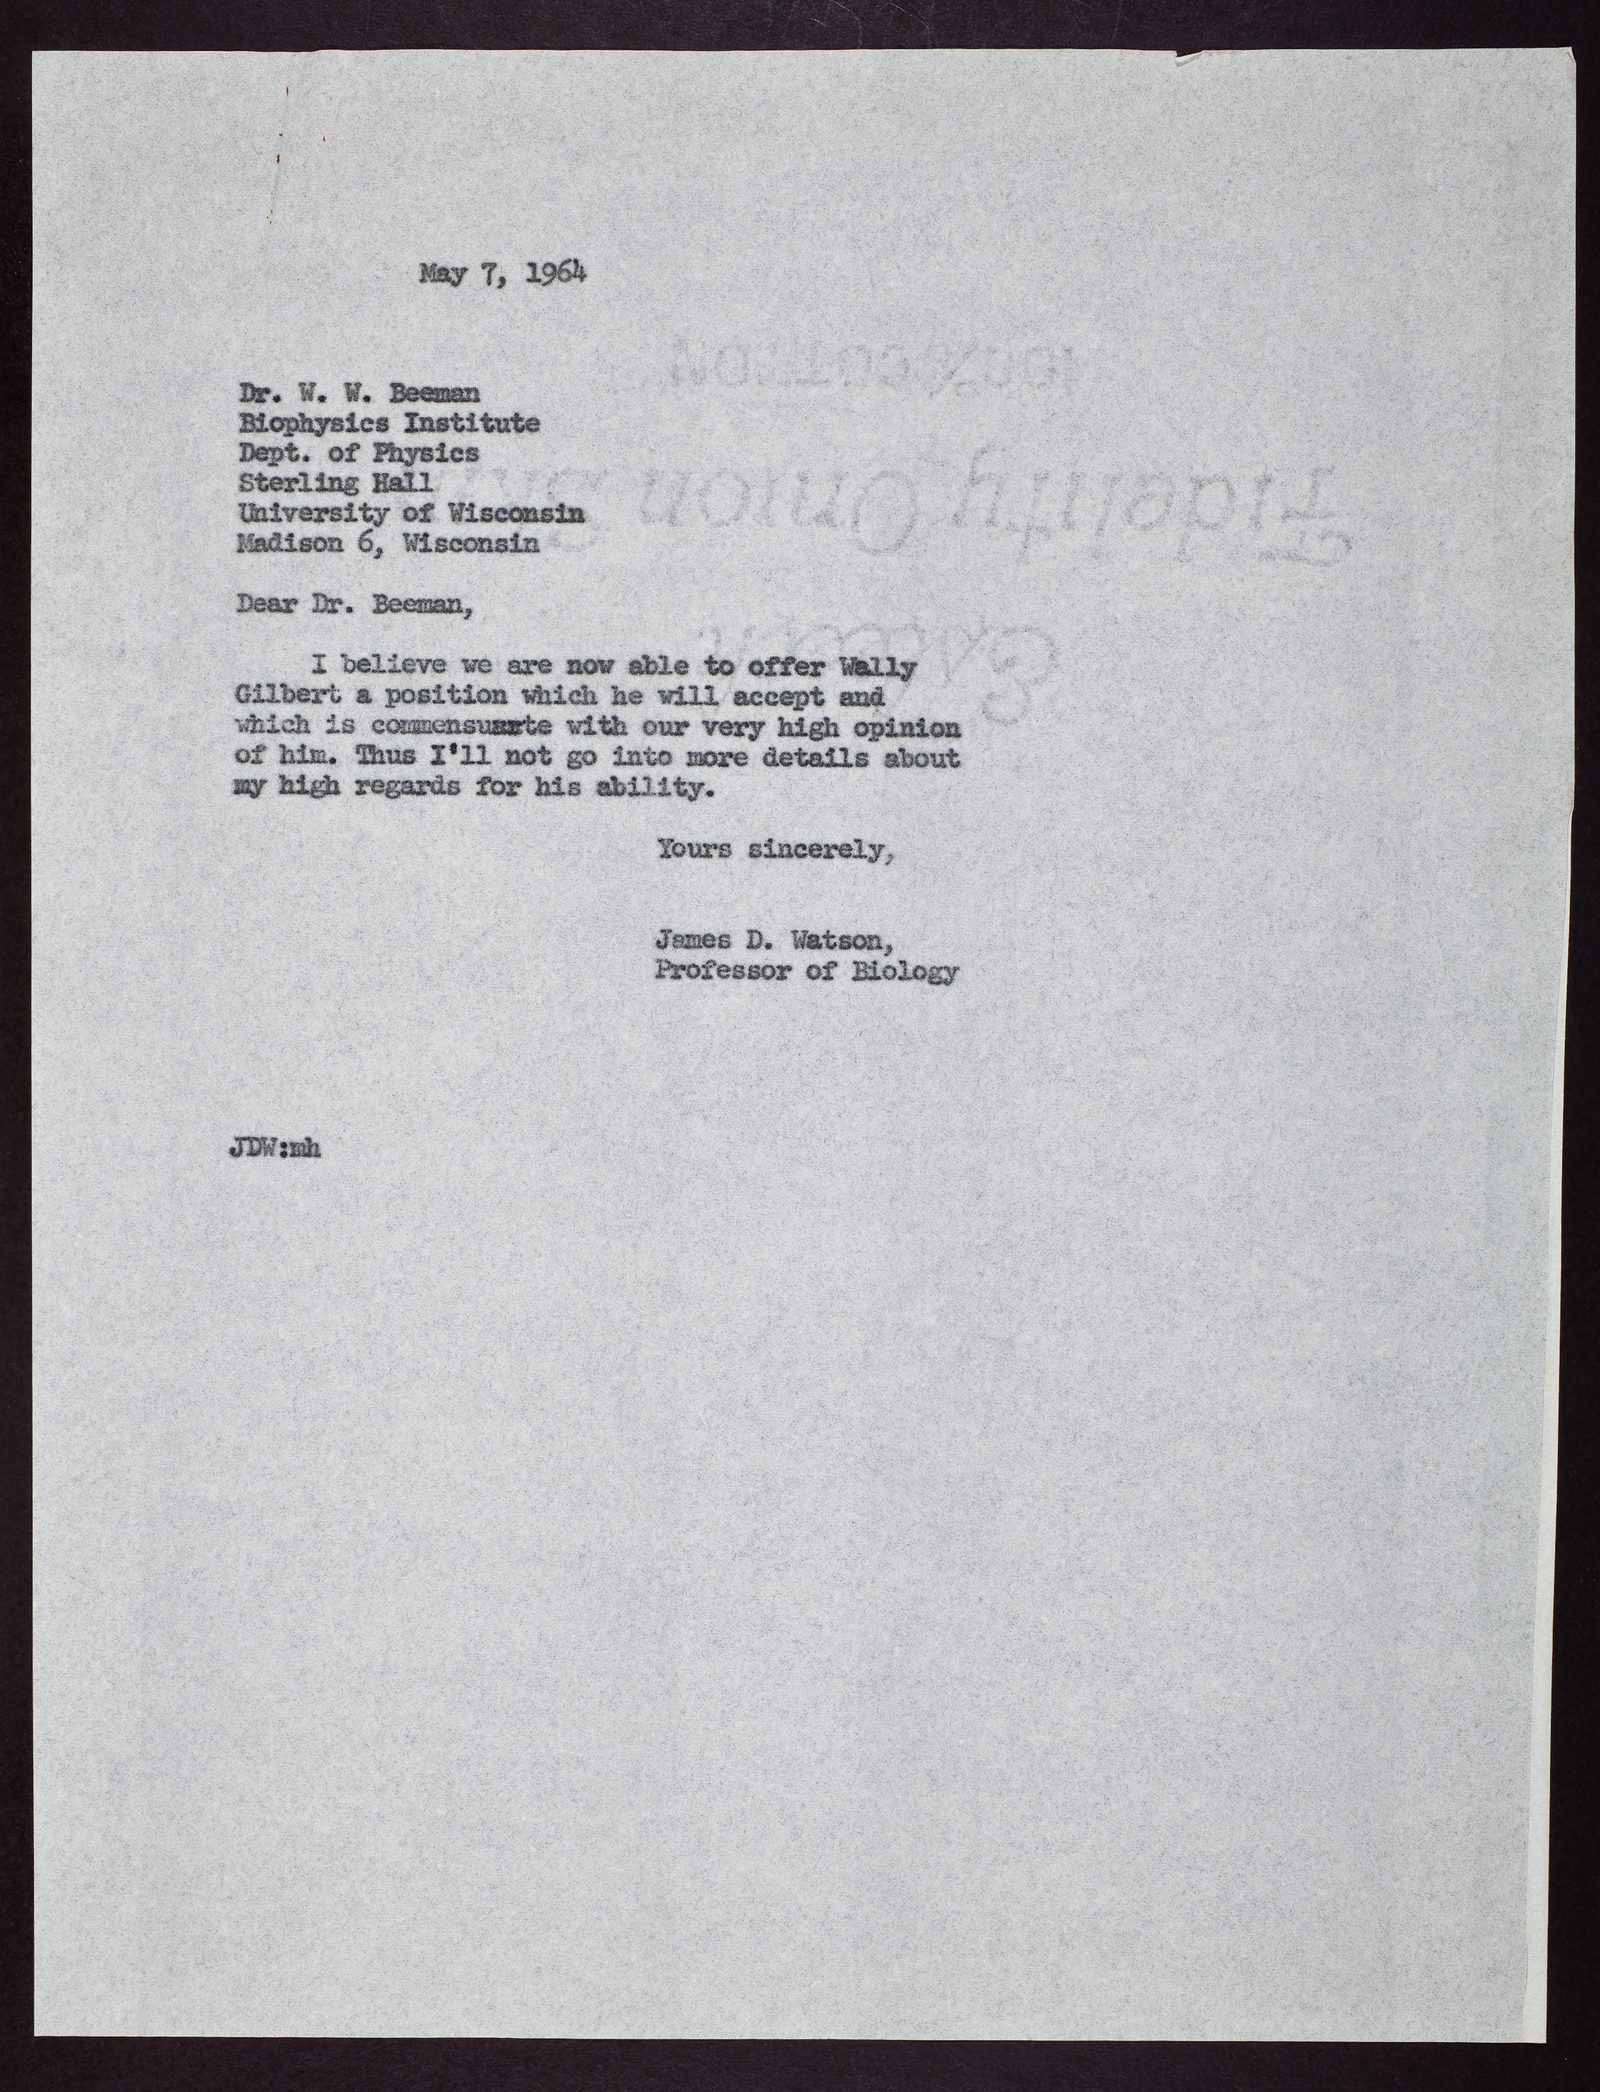 May 7, 1964
Dr. W. W. Beeman
Biophysics Institute
Dept. of Physics
Sterling Hall
University of Wisconsin
Madison 6, Wisconsin
Dear Dr. Beeman,
I believe we are now able to offer Wally
Gilbert a position which he will accept and
which is commensuarte with our very high opinion
of him. Thus I'll not go into more details about
my high regards for his ability.
Yours sincerely,
James D. Watson,
Professor of Biology
JDW:mh
Fidelity Onion Skin